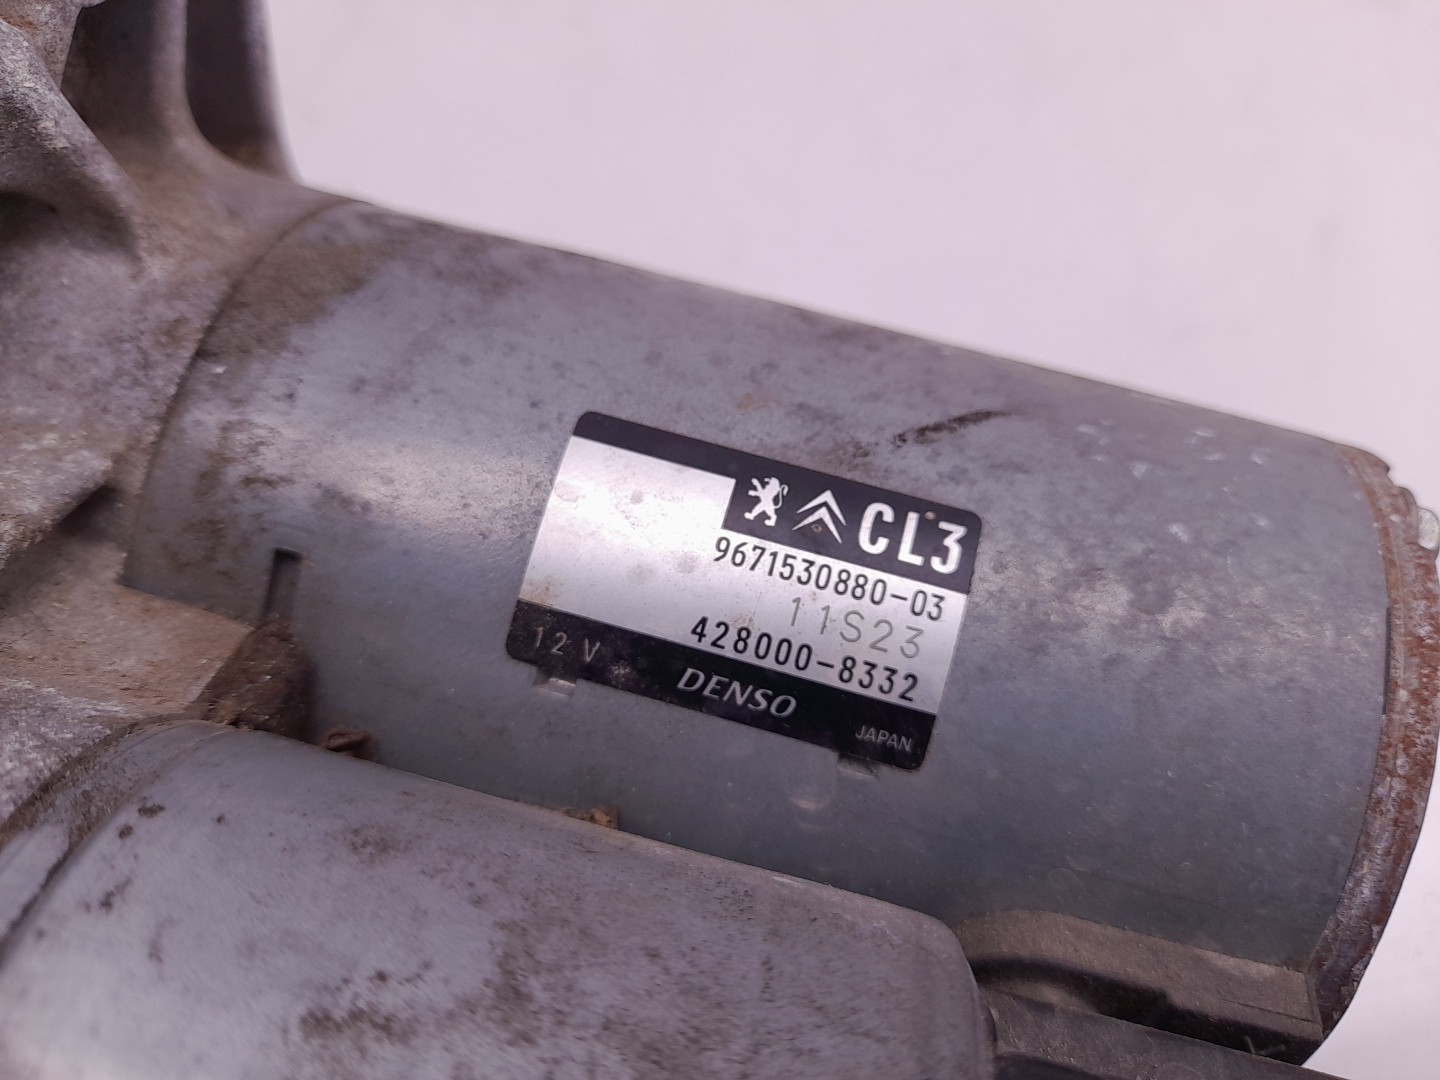 CL3
9671530880-03
11S23
428000-8332
12 V
DENSO
JAPAN